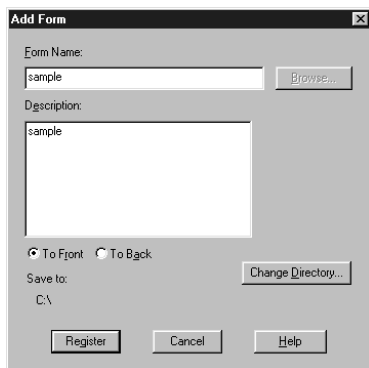 Add Form
Form Name:
sample
Browse...
Description:
sample
To Front To Back
Change Directory...
Save to:
C:\
Register Cancel Help